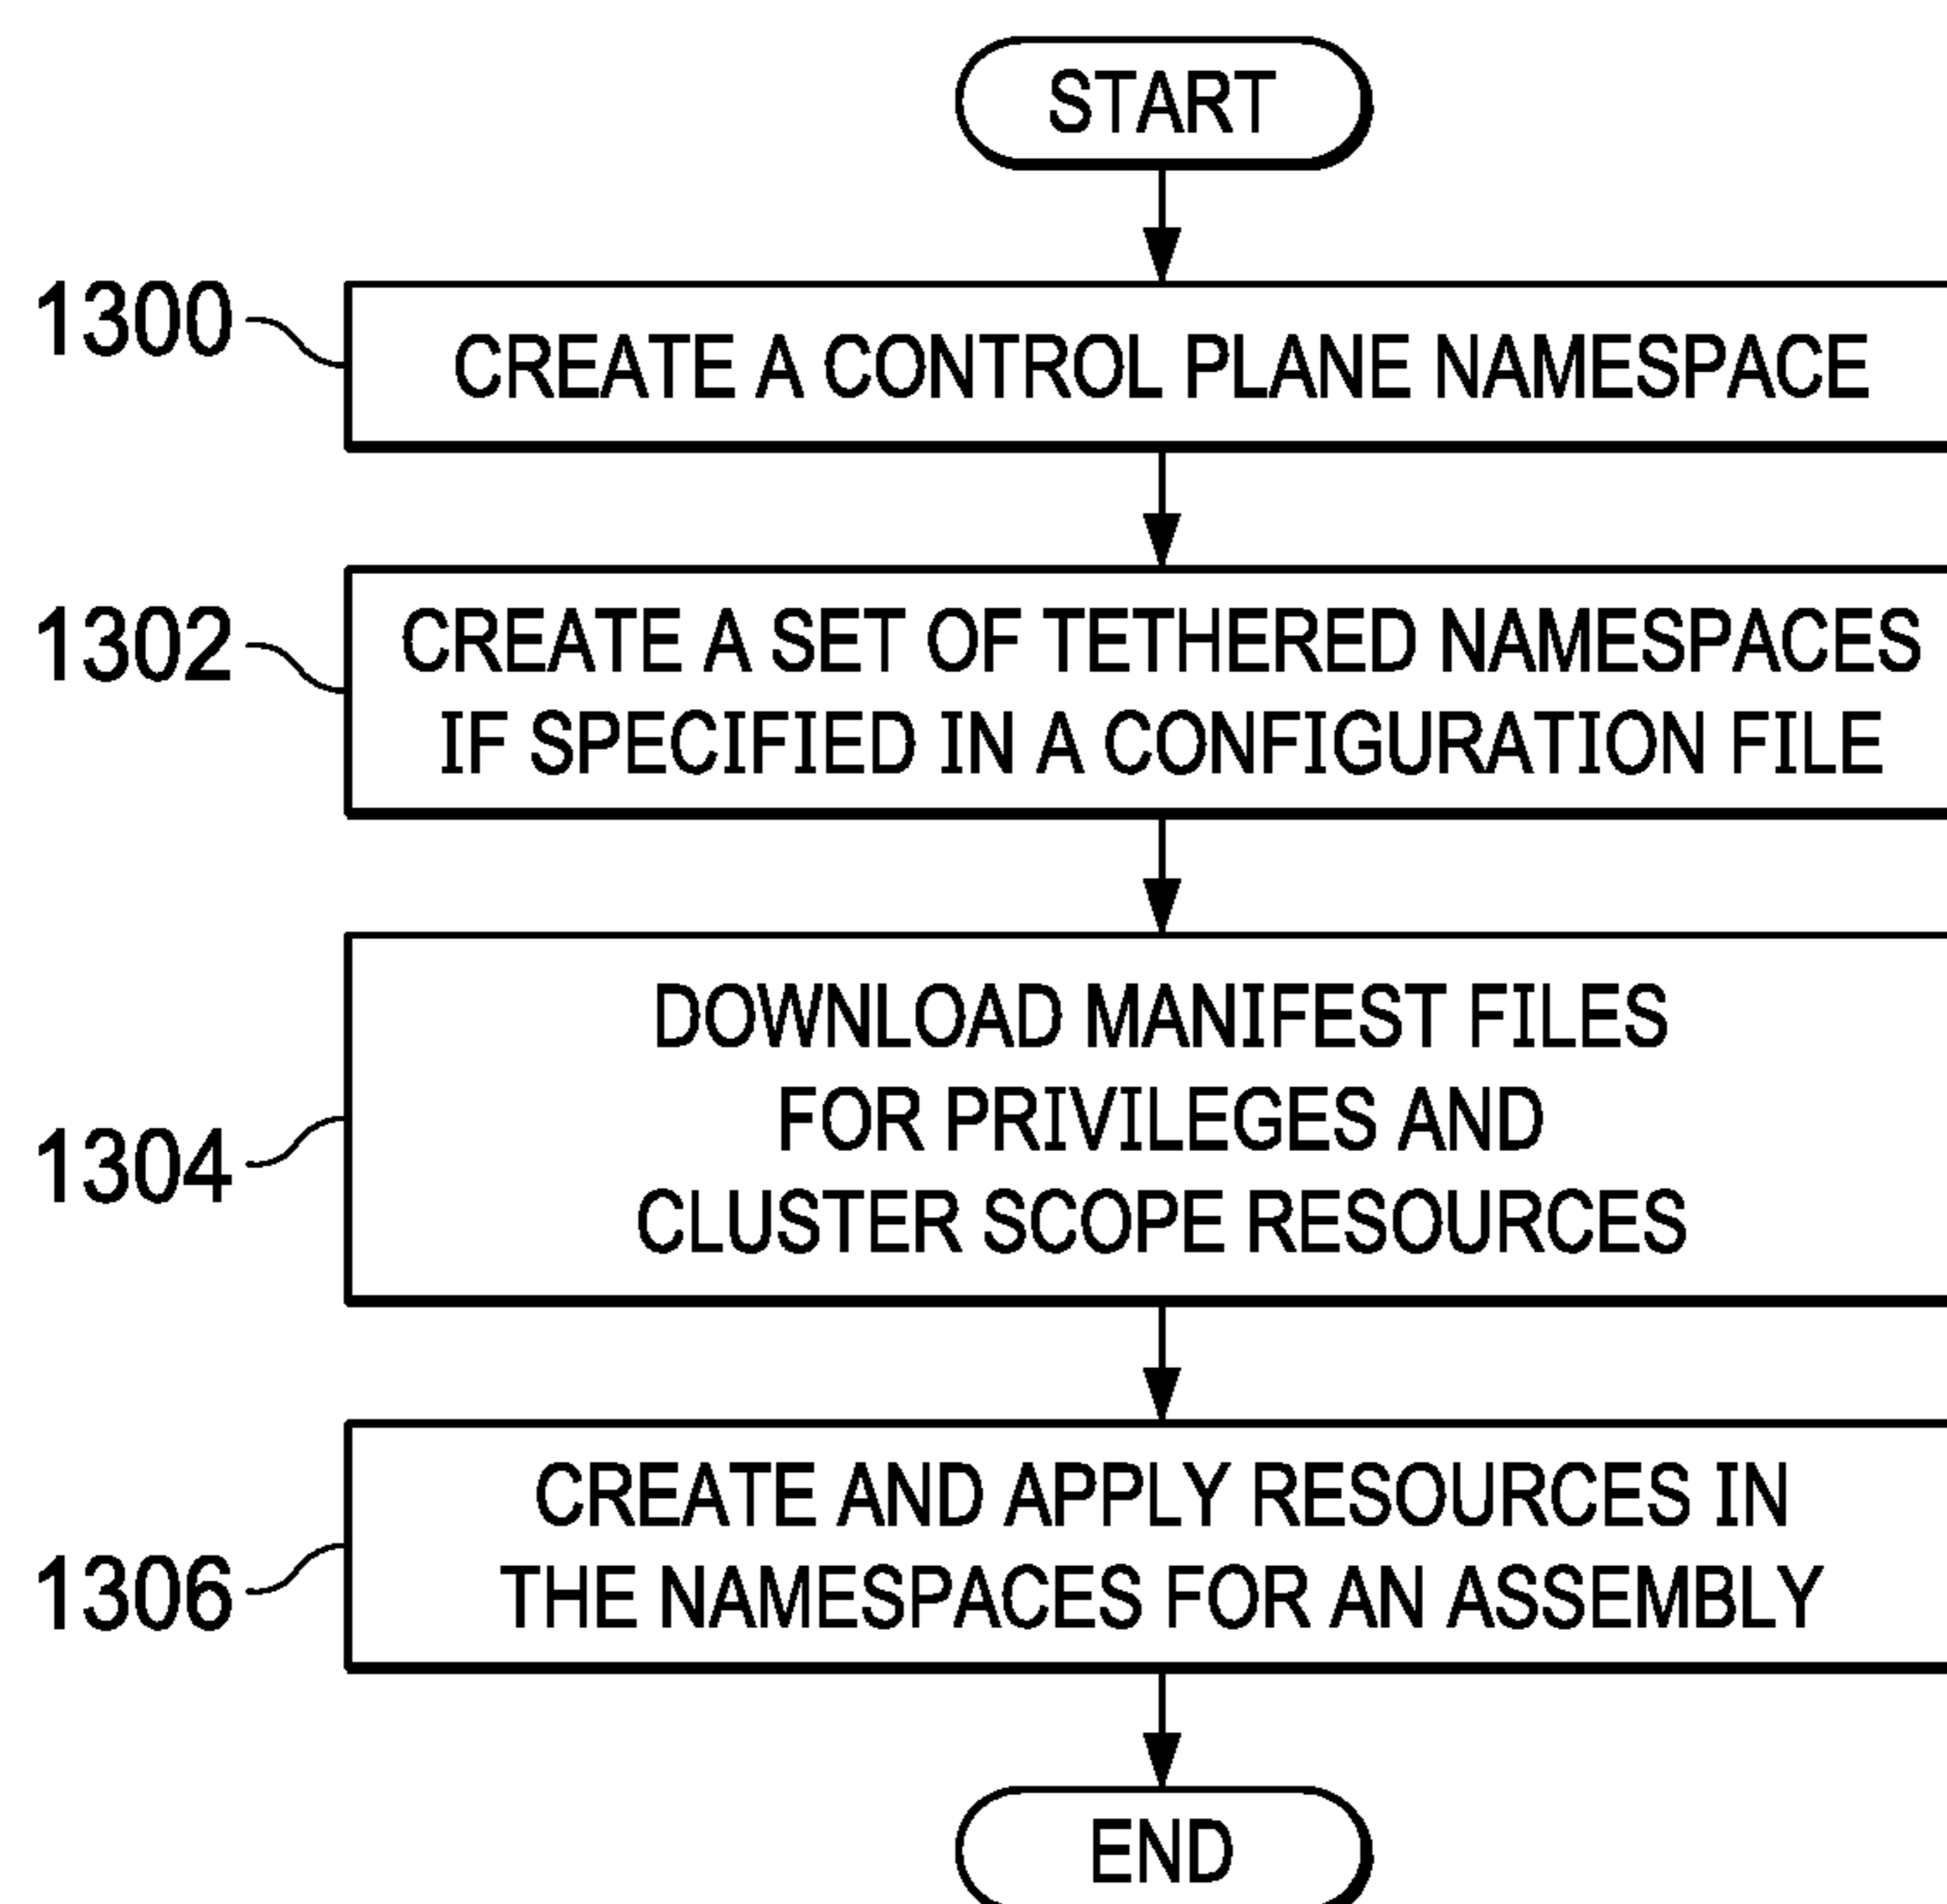 START
1300
CREATE A CONTROL PLANE NAMESPACE
1302
CREATE A SET OF TETHERED NAMESPACES
IF SPECIFIED IN A CONFIGURATION FILE
1304
DOWNLOAD MANIFEST FILES
FOR PRIVILEGES AND
CLUSTER SCOPE RESOURCES
1306
CREATE AND APPLY RESOURCES IN
THE NAMESPACES FOR AN ASSEMBLY
END